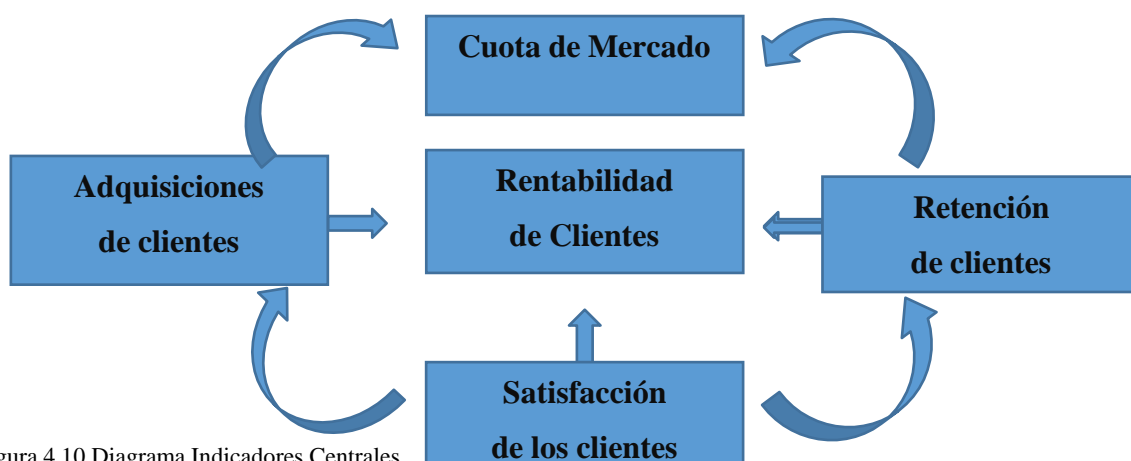 Cuota de Mercado
Adquisiciones
de clientes
Rentabilidad
de Clientes
Retención
de clientes
Satisfacción
de los clientes
gura 4.10 Diagrama Indicadores Centrales